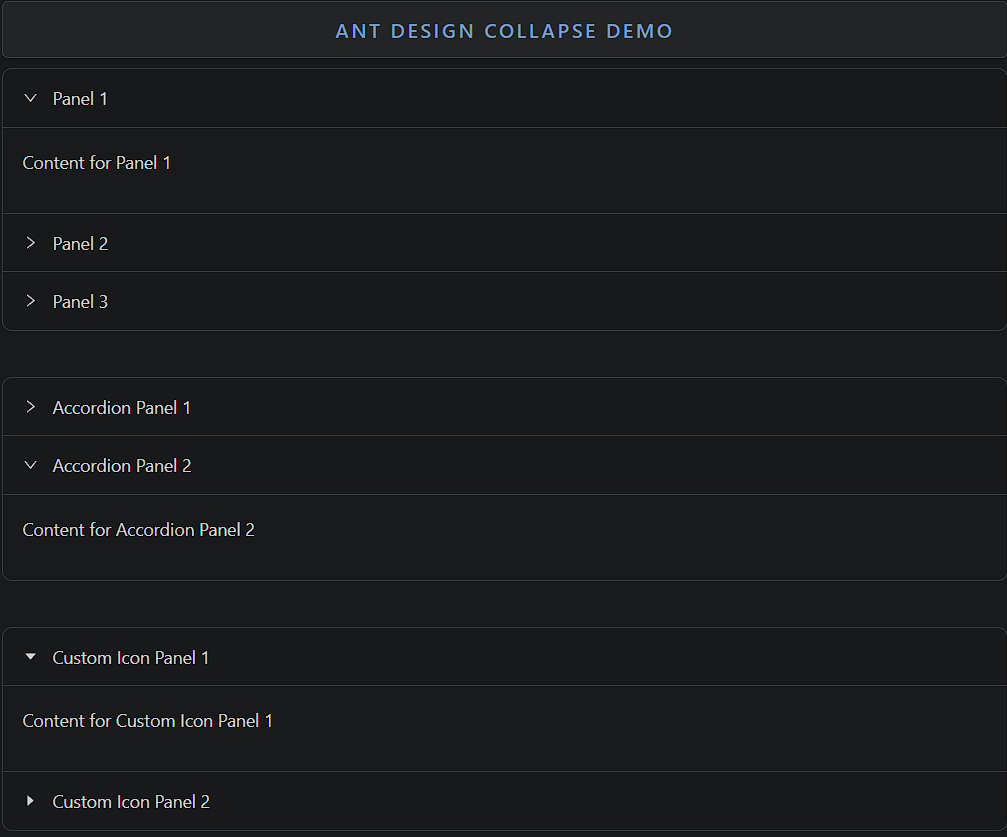 ANT DESIGN COLLAPSE DEMO
Panel 1
Content for Panel 1
Panel 2
Panel 3
Accordion Panel 1
Accordion Panel 2
Content for Accordion Panel 2
Custom Icon Panel 1
Content for Custom Icon Panel 1
Custom Icon Panel 2